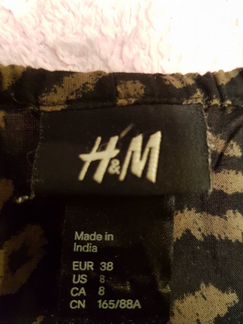 H&M
Made in
India
EUR 38
US 8
CA 8
CN 165/88A